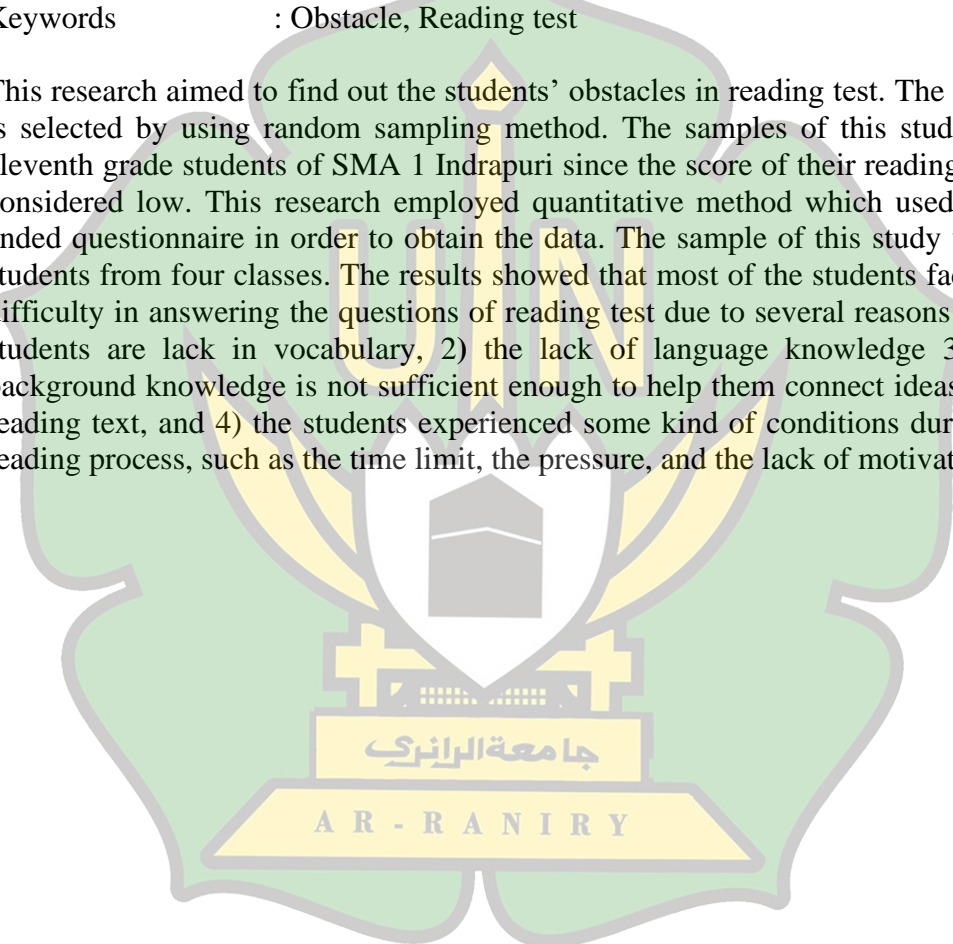 Keywords : Obstacle, Reading test
This research aimed to find out the students' obstacles in reading test. The
s selected by using random sampling method. The samples of this stud
leventh grade students of SMA 1 Indrapuri since the score of their reading
onsidered low. This research employed quantitative method which used
nded questionnaire in order to obtain the data. The sample of this study
tudents from four classes. The results showed that most of the students fa
ifficulty in answering the questions of reading test due to several reasons
tudents are lack in vocabulary, 2) the lack of language knowledge 3
ackground knowledge is not sufficient enough to help them connect ideas
eading text, and 4) the students experienced some kind of conditions dur
eading process, such as the time limit, the pressure, and the lack of motivat
UIN
جامعة الرانري
AR-RANIRY